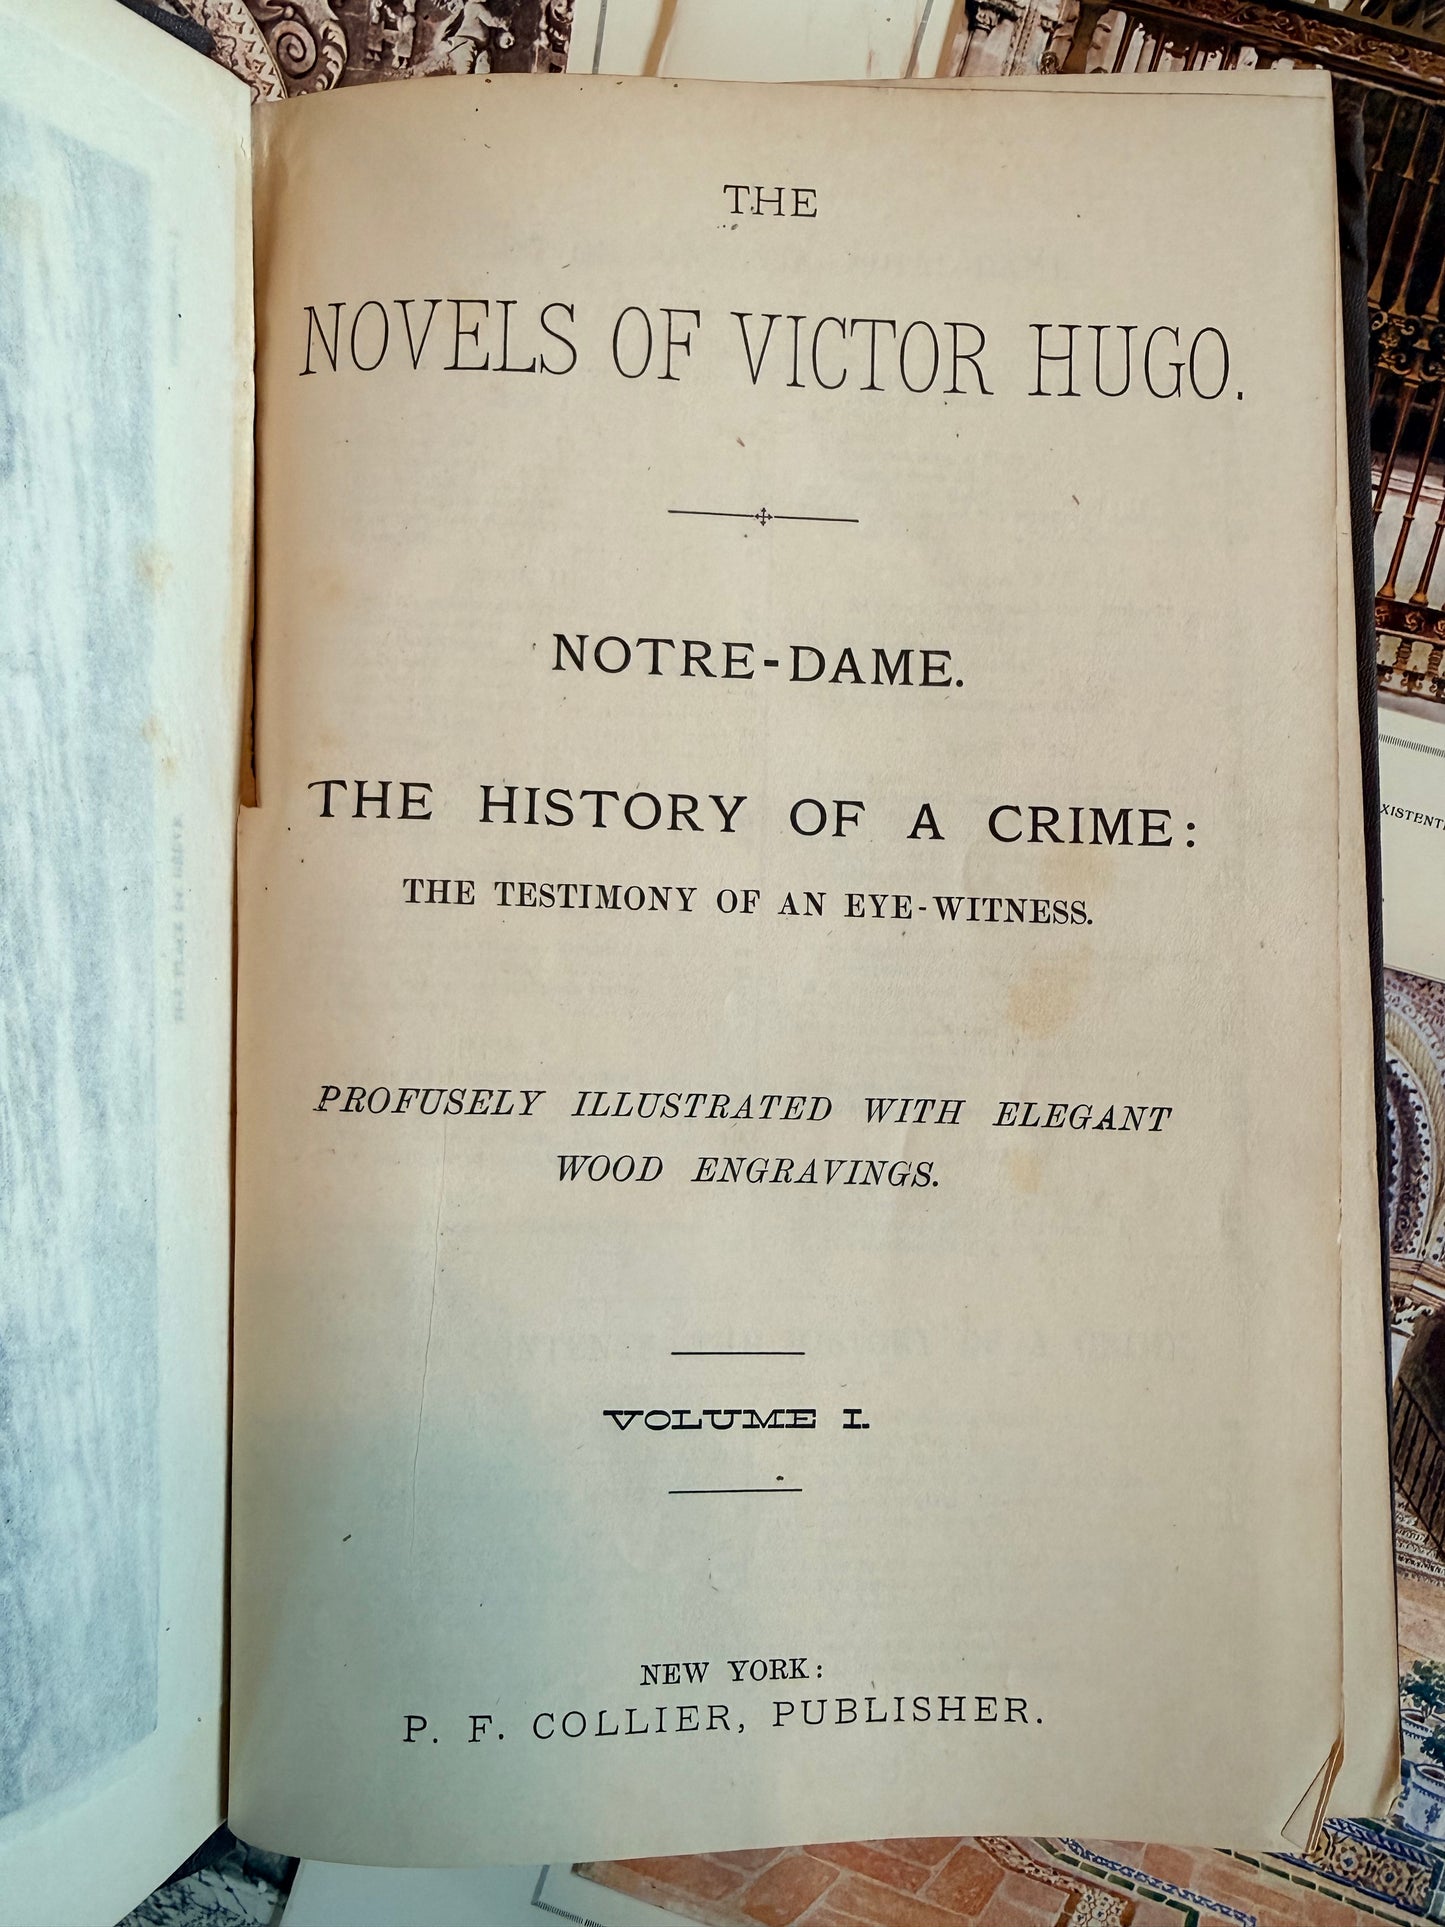 THE
NOVELS OF VICTOR HUGO.
NOTRE-DAME.
THE HISTORY OF A CRIME:
THE TESTIMONY OF AN EYE-WITNESS.
PROFUSELY ILLUSTRATED WITH ELEGANT
WOOD ENGRAVINGS.
VOLUME I.
NEW YORK:
P. F. COLLIER, PUBLISHER.